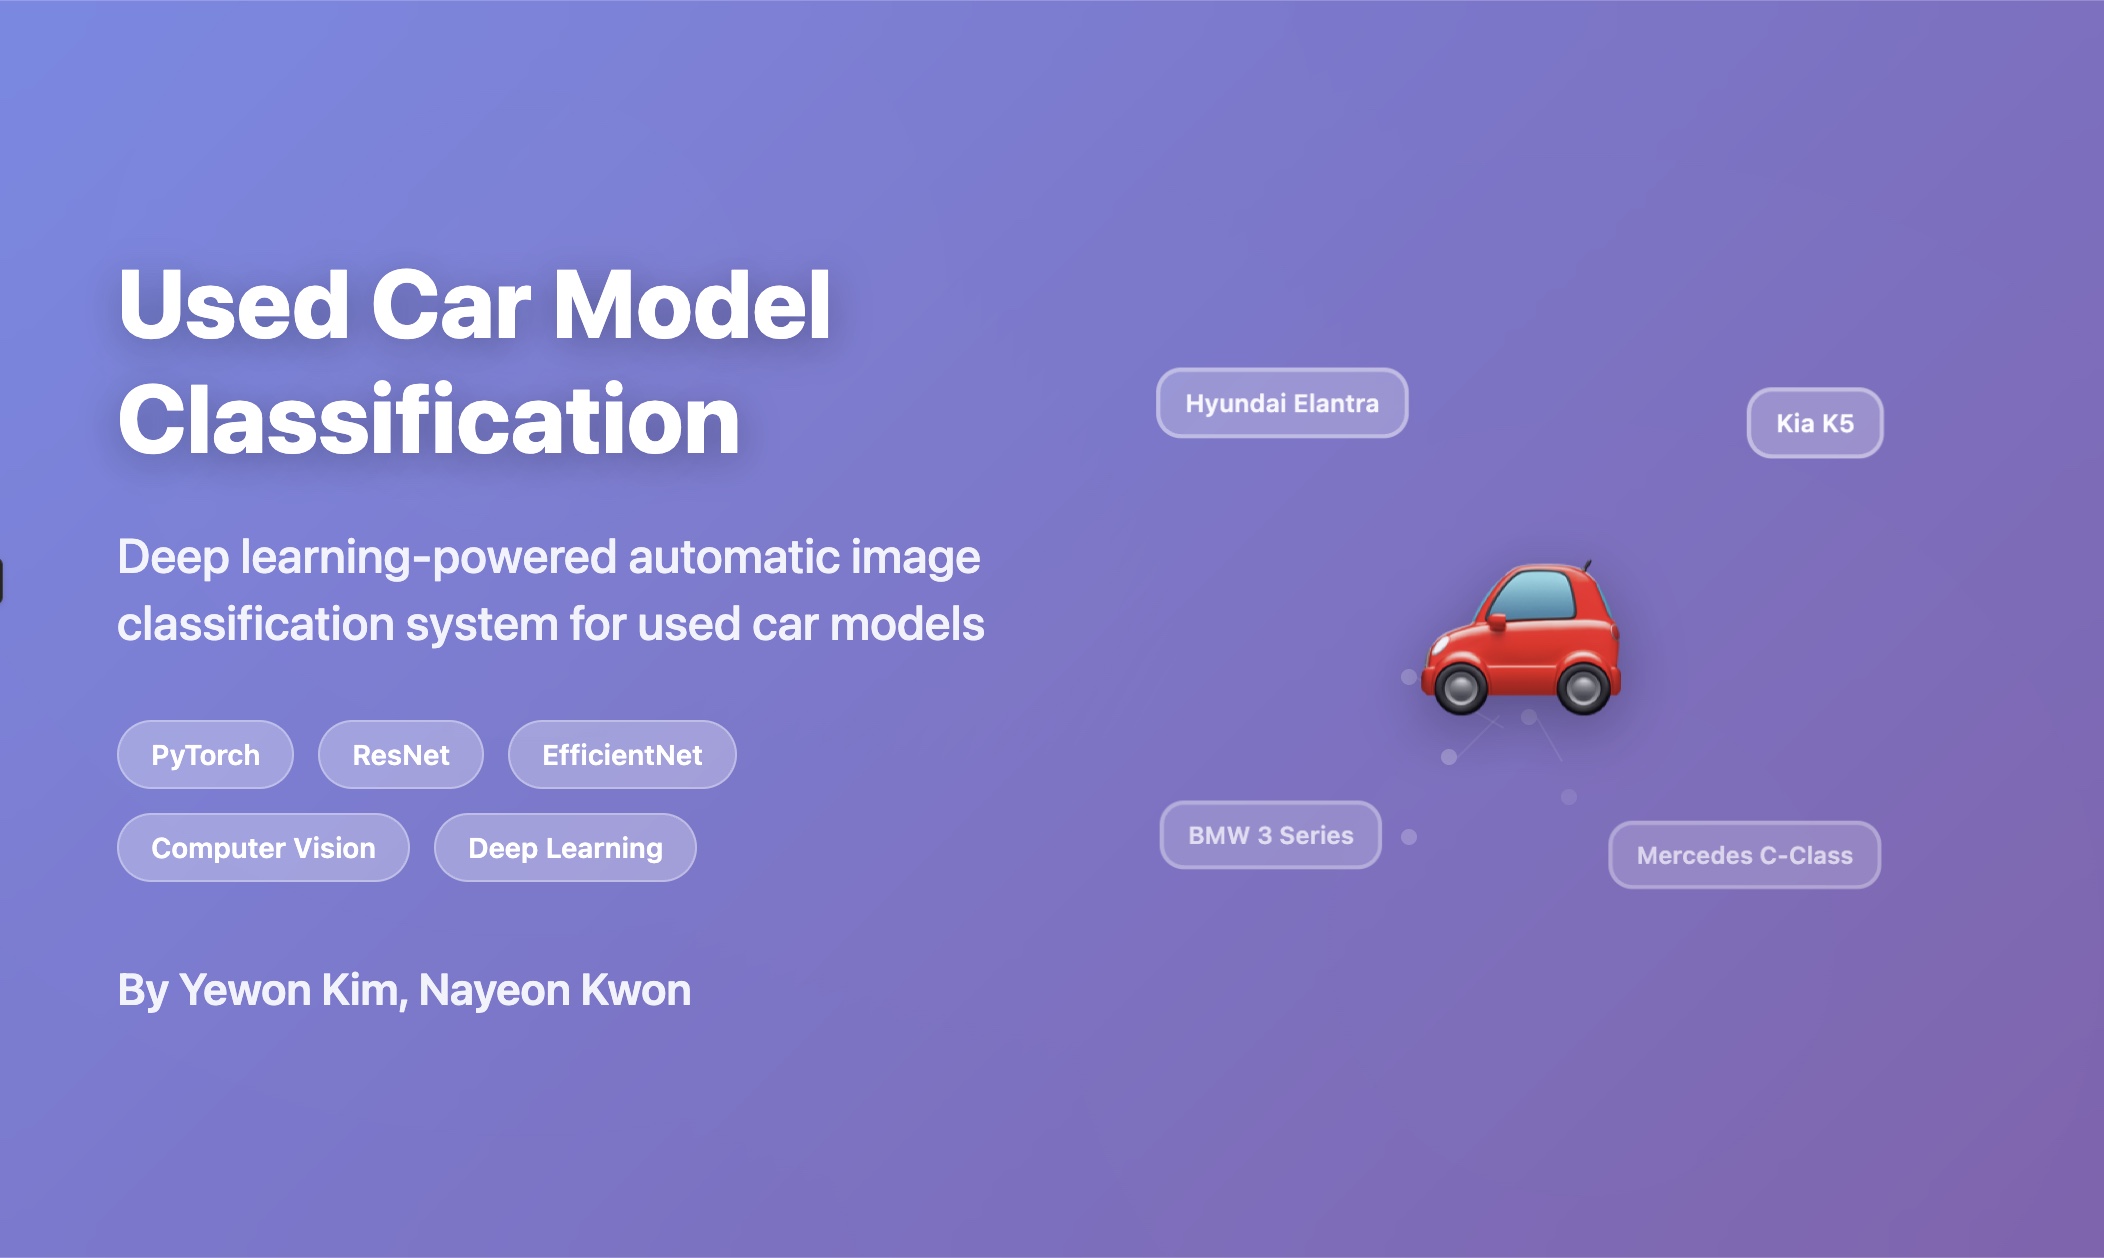 Used Car Model
Classification
Deep learning-powered automatic image
classification system for used car models
PyTorch
ResNet
EfficientNet
Computer Vision
Deep Learning
By Yewon Kim, Nayeon Kwon
Hyundai Elantra
Kia K5
BMW 3 Series
Mercedes C-Class